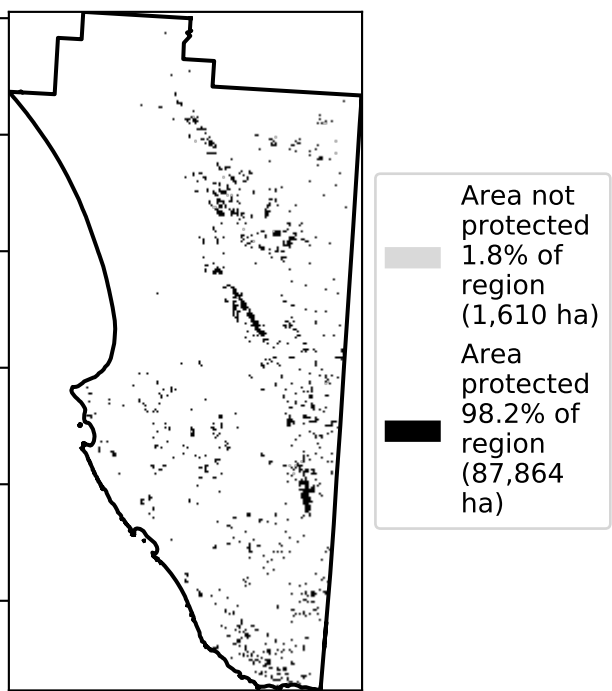 Area not
protected
1.8% of
region
(1,610 ha)
Area
protected
98.2% of
region
(87,864
ha)